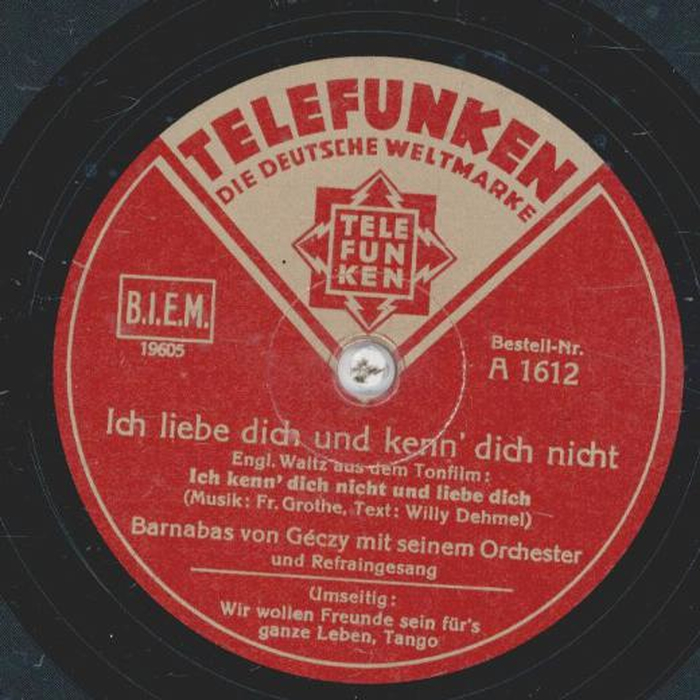 TELEFUNKEN
DIE DEUTSCHE WELTMARKE
TELE
FUN
KEN
B.I.E.M.
19605
Bestell-Nr.
A 1612
Ich liebe dich und kenn' dich nicht
Engl. Waltz aus dem Tonfilm:
Ich kenn' dich nicht und liebe dich
(Musik: Fr. Grothe, Text: Willy Dehmel)
Barnabas von Géczy mit seinem Orchester
und Refraingesang
Umseitig:
Wir wollen Freunde sein für's
ganze Leben, Tango